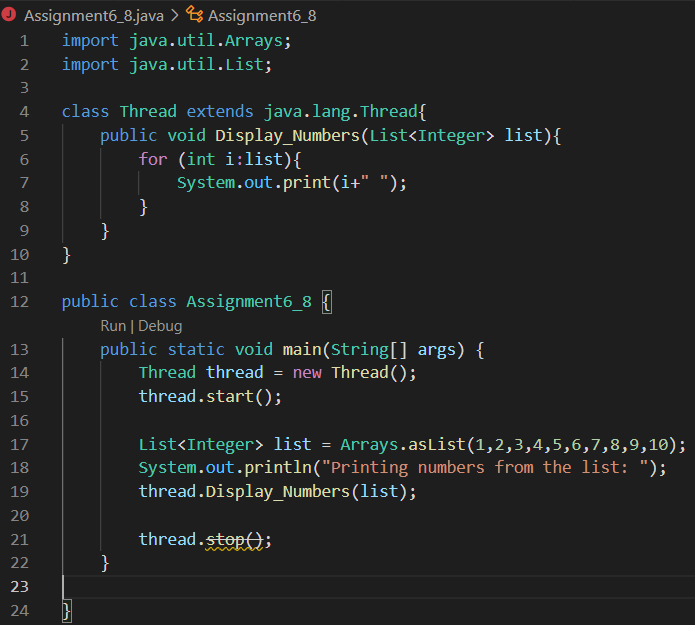 Assignment6_8.java > Assignment6_8
1 import java.util.Arrays;
2 import java.util.List;
3
4 class Thread extends java.lang.Thread{
5 public void Display_Numbers(List<Integer> list){
6 for (int i:list){
7 System.out.print(i+" ");
8 }
9 }
10 }
11
12 public class Assignment6_8 {
Run | Debug
13 public static void main(String[] args) {
14 Thread thread = new Thread();
15 thread.start();
16
17 List<Integer> list = Arrays.asList(1,2,3,4,5,6,7,8,9,10);
18 System.out.println("Printing numbers from the list: ");
19 thread.Display_Numbers(list);
20
21 thread.stop();
22 }
23
24 }